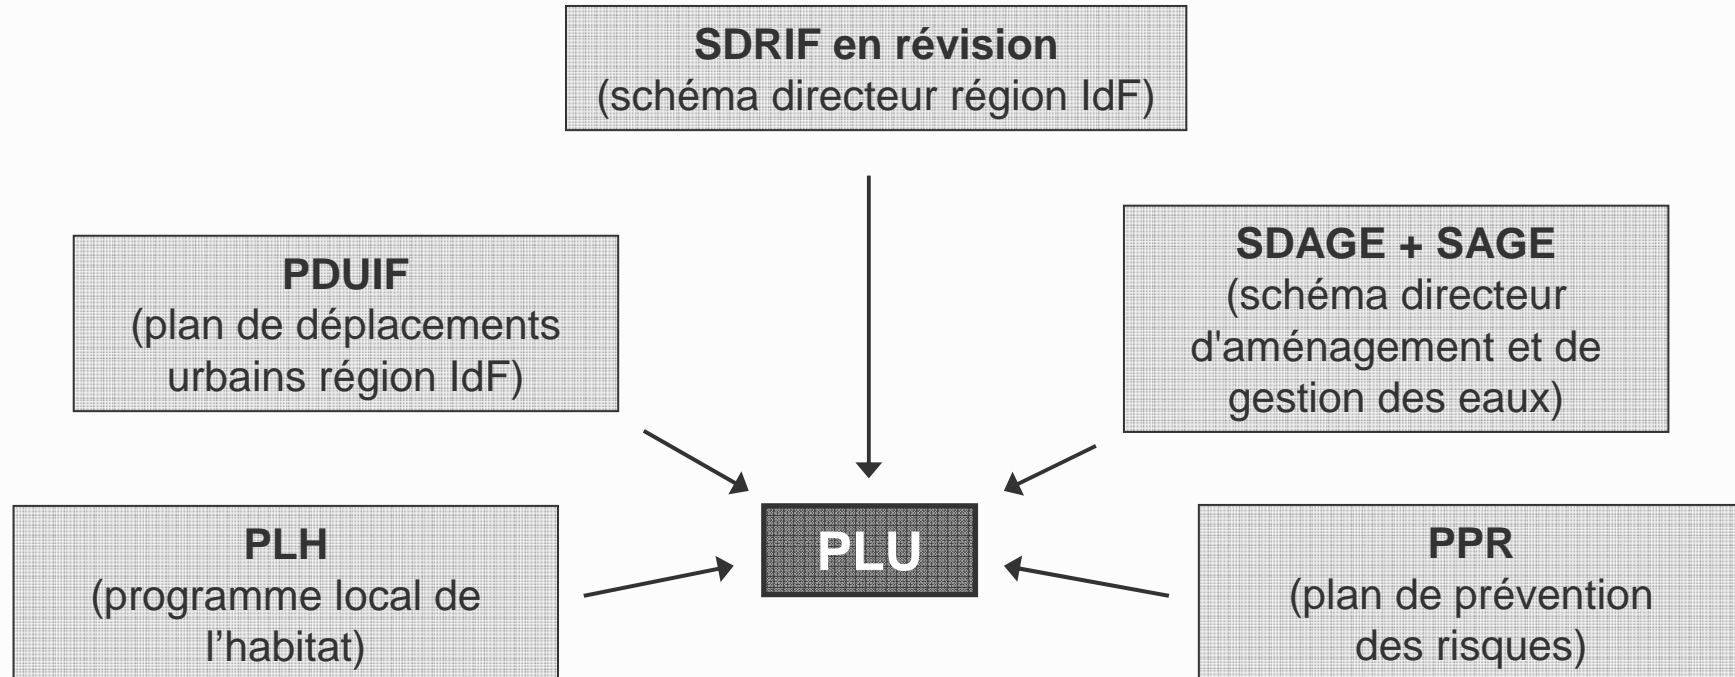 SDRIF en révision
(schéma directeur région IdF)
PDUIF
(plan de déplacements
urbains région IdF)
SDAGE + SAGE
(schéma directeur
d'aménagement et de
gestion des eaux)
PLH
(programme local de
l’habitat)
PLU
PPR
(plan de prévention
des risques)